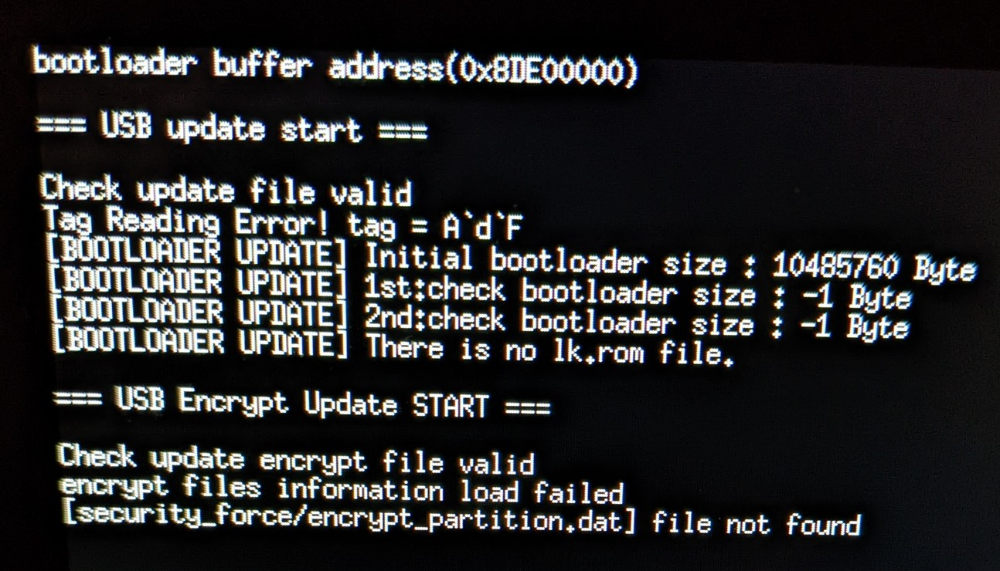 bootloader buffer address(0x8DE00000)
=== USB update start ===
Check update file valid
Tag Reading Error! tag = A`d`F
[BOOTLOADER UPDATE] Initial bootloader size : 10485760 Byte
[BOOTLOADER UPDATE] 1st:check bootloader size : -1 Byte
[BOOTLOADER UPDATE] 2nd:check bootloader size : -1 Byte
[BOOTLOADER UPDATE] There is no lk.rom file.
=== USB Encrypt Update START ===
Check update encrypt file valid
encrypt files information load failed
[security_force/encrypt_partition.dat] file not found